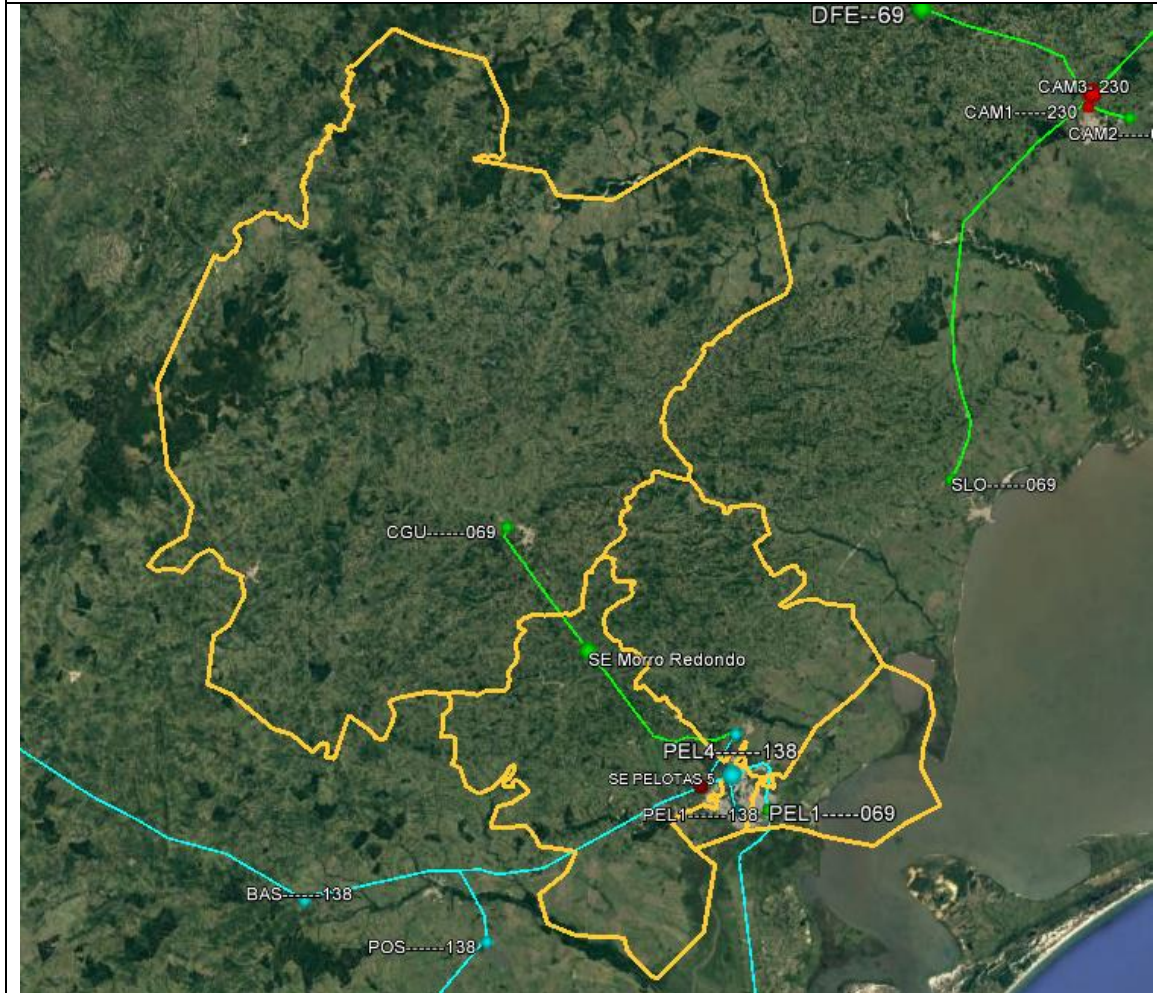 DFE--69
CAM3--230
CAM1-----230
CAM2-----
SLO------069
CGU------069
SE Morro Redondo
PEL4------138
SE PELOTAS 5
PEL1------138
PEL1-----069
BAS------138
POS------138